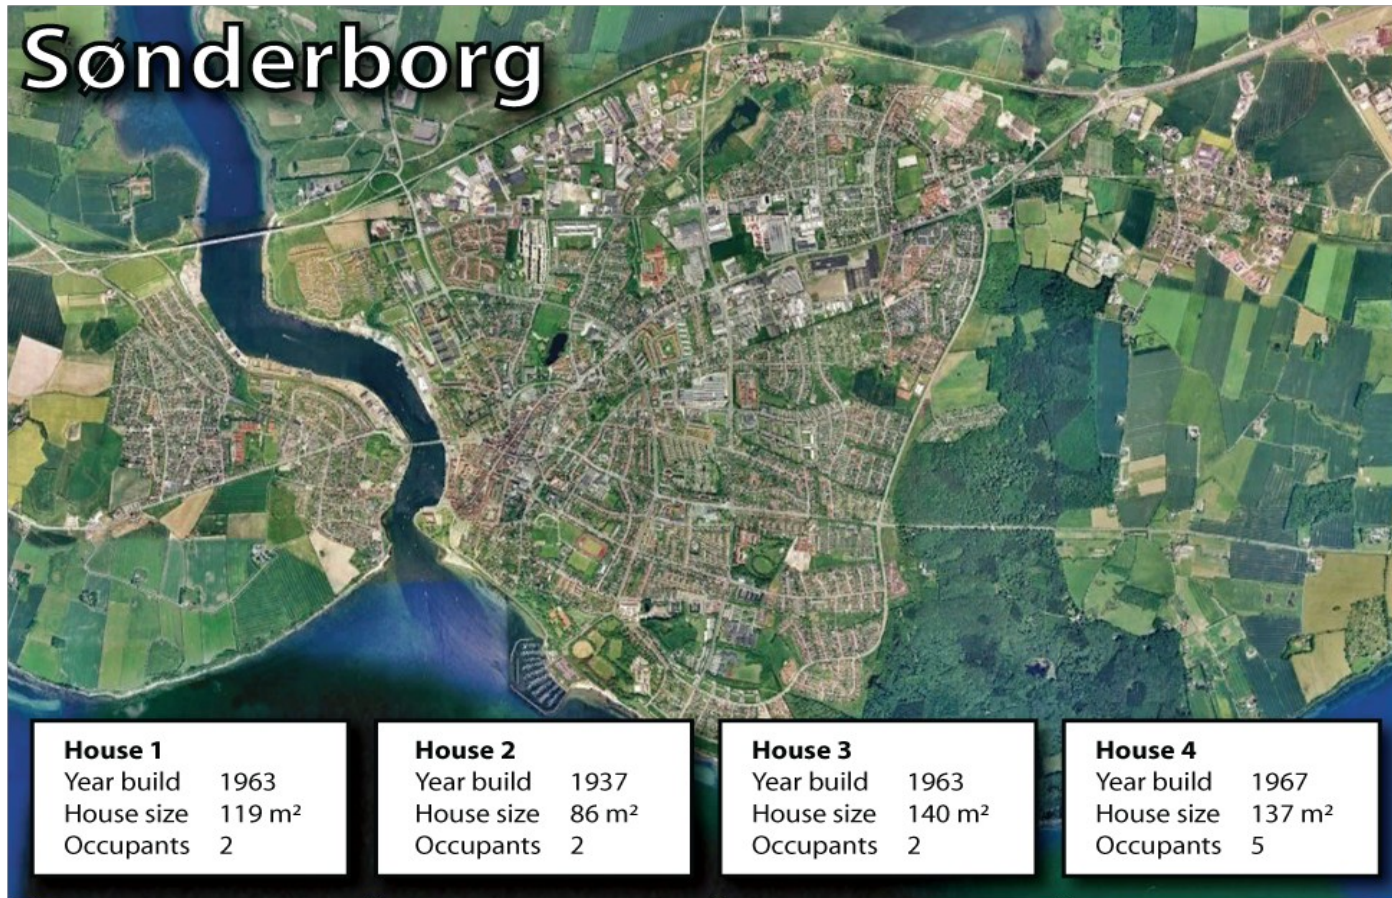 Sønderborg
House 1
Year build 1963
House size 119 m²
Occupants 2
House 2
Year build 1937
House size 86 m²
Occupants 2
House 3
Year build 1963
House size 140 m²
Occupants 2
House 4
Year build 1967
House size 137 m²
Occupants 5